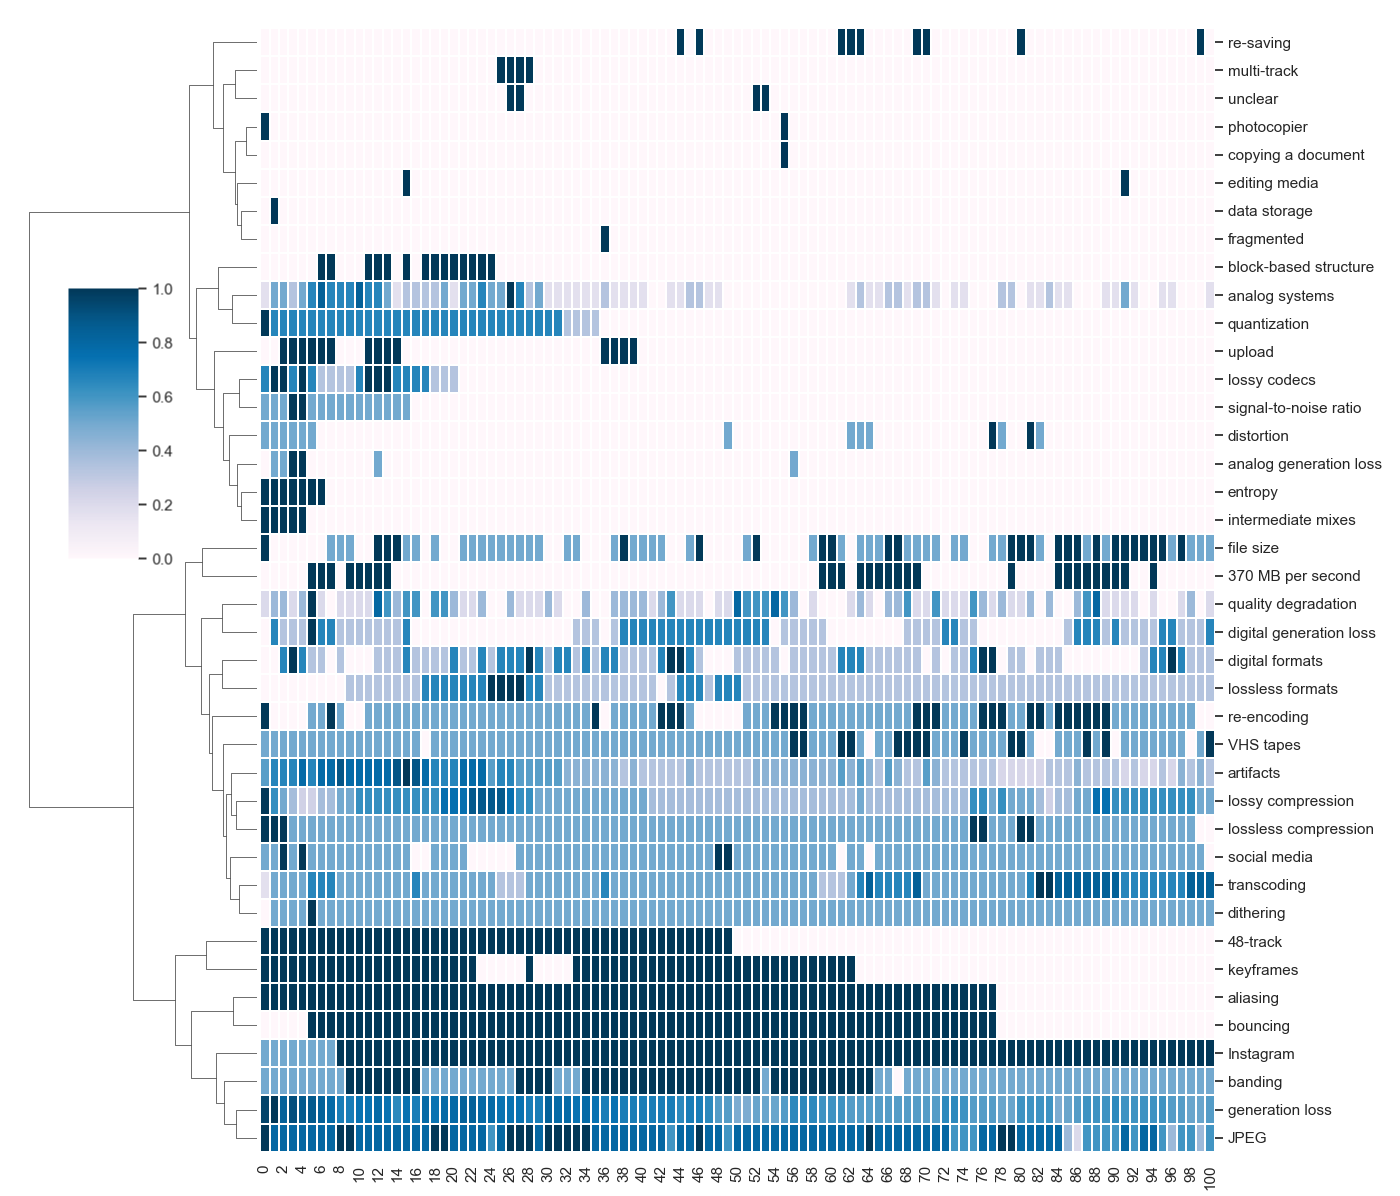 re-saving
multi-track
unclear
photocopier
copying a document
editing media
data storage
fragmented
block-based structure
1.0
analog systems
quantization
0.8
upload
lossy codecs
0.6
signal-to-noise ratio
distortion
0.4
analog generation loss
entropy
0.2
intermediate mixes
file size
0.0
370 MB per second
quality degradation
digital generation loss
digital formats
lossless formats
re-encoding
VHS tapes
artifacts
lossy compression
lossless compression
social media
transcoding
dithering
48-track
keyframes
aliasing
bouncing
Instagram
banding
generation loss
JPEG
0 2 4 6 8 10 12 14 16 18 20 22 24 26 28 30 32 34 36 38 40 42 44 46 48 50 52 54 56 58 60 62 64 66 68 70 72 74 76 78 80 82 84 86 88 90 92 94 96 98 100